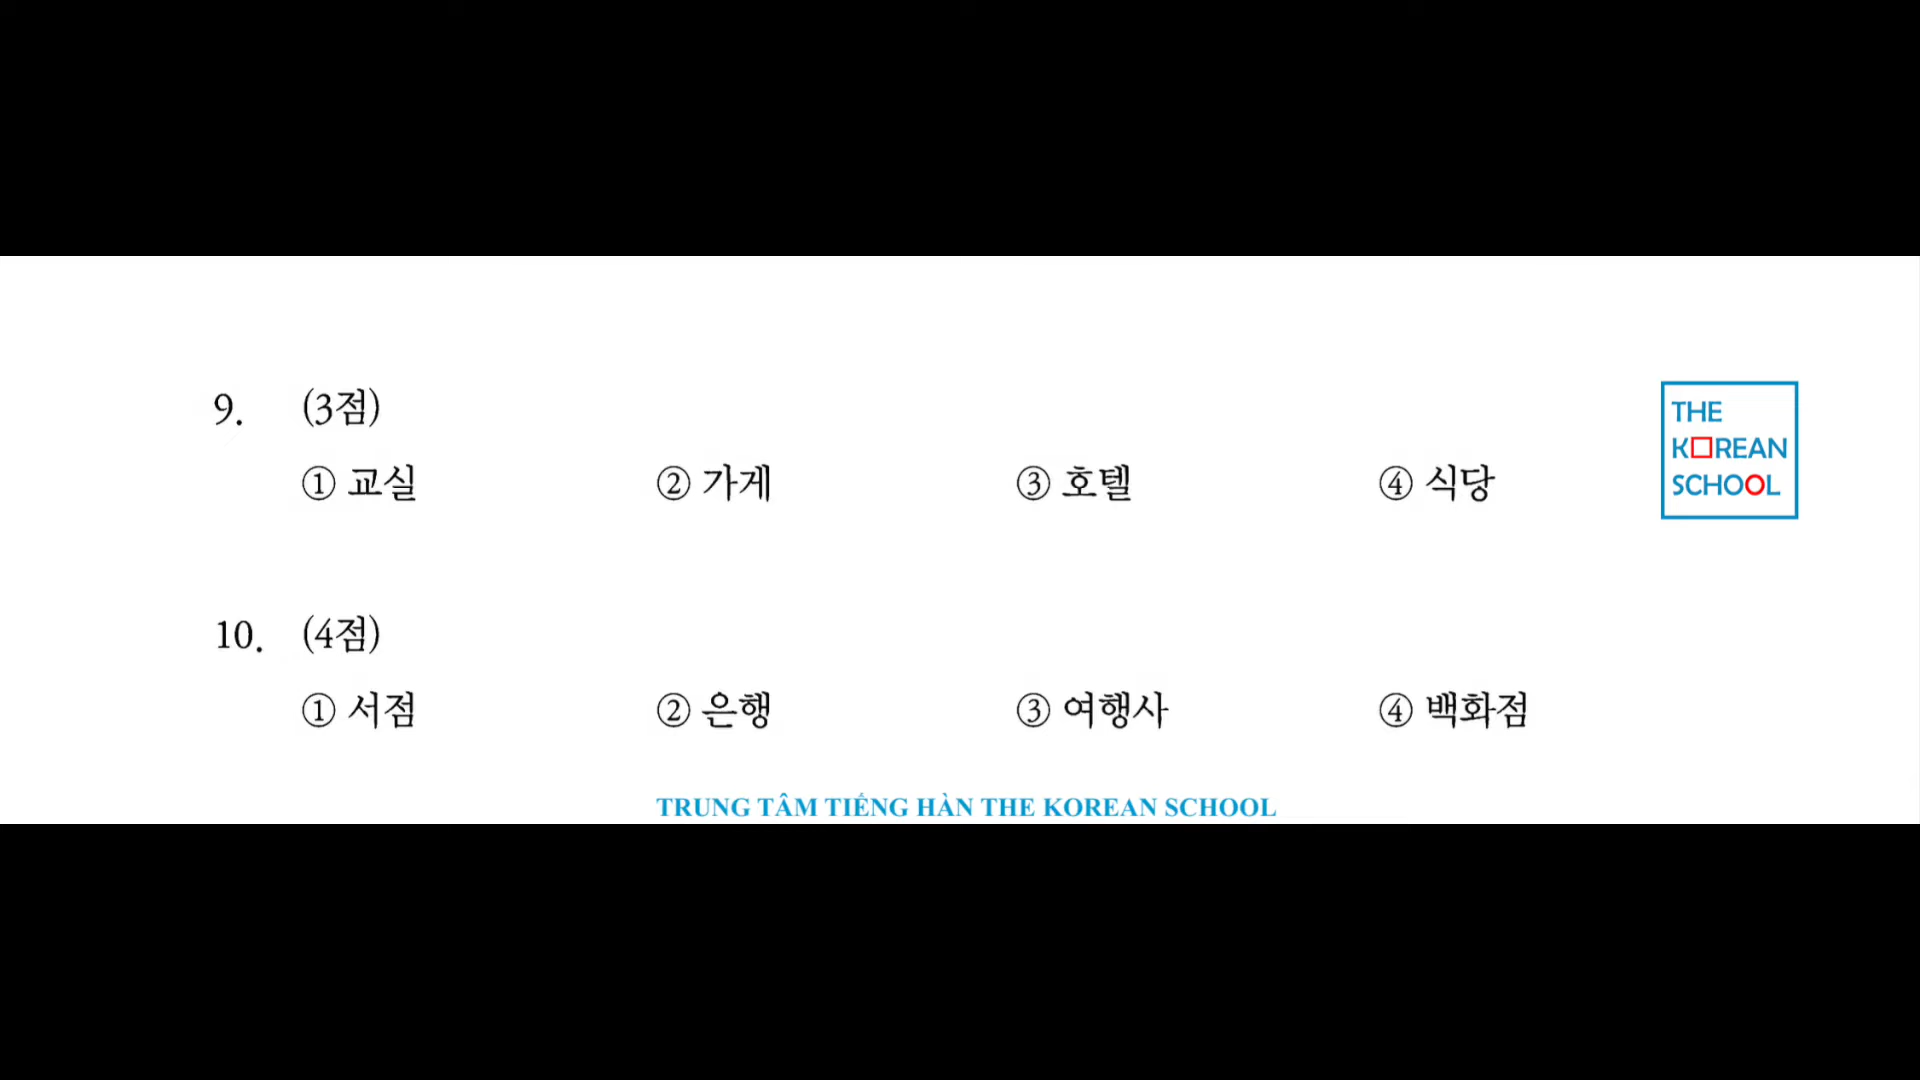 9. (3점)
① 교실 ② 가게 ③ 호텔 ④ 식당
THE
KOREAN
SCHOOL
10. (4점)
① 서점 ② 은행 ③ 여행사 ④ 백화점
TRUNG TÂM TIẾNG HÀN THE KOREAN SCHOOL